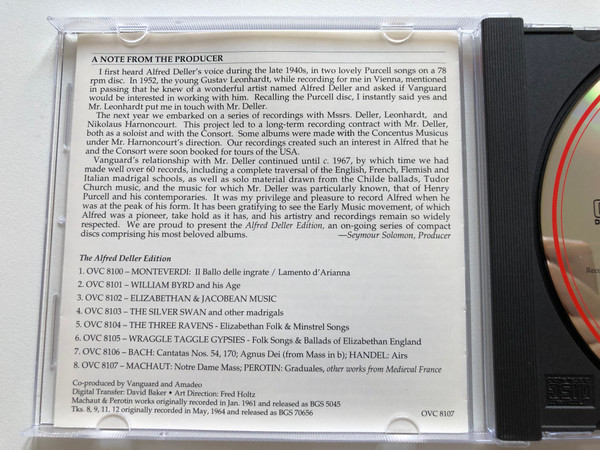 A NOTE FROM THE PRODUCER
I first heard Alfred Deller's voice during the late 1940s, in two lovely Purcell songs on a 78
rpm disc. In 1952, the young Gustav Leonhardt, while recording for me in Vienna, mentioned
in passing that he knew of a wonderful artist named Alfred Deller and asked if Vanguard
would be interested in working with him. Recalling the Purcell disc, I instantly said yes and
Mr. Leonhardt put me in touch with Mr. Deller.
The next year we embarked on a series of recordings with Mssrs. Deller, Leonhardt, and
Nikolaus Harnoncourt. This project led to a long-term recording contract with Mr. Deller,
both as a soloist and with the Consort. Some albums were made with the Concentus Musicus
under Mr. Harnoncourt's direction. Our recordings created such an interest in Alfred that he
and the Consort were soon booked for tours of the USA.
Vanguard's relationship with Mr. Deller continued until c. 1967, by which time we had
made well over 60 records, including a complete traversal of the English, French, Flemish and
Italian madrigal schools, as well as solo material drawn from the Childe ballads, Tudor
Church music, and the music for which Mr. Deller was particularly known, that of Henry
Purcell and his contemporaries. It was my privilege and pleasure to record Alfred when he
was at the peak of his form. It has been gratifying to see the Early Music movement, of which
Alfred was a pioneer, take hold as it has, and his artistry and recordings remain so widely
respected. We are proud to present the Alfred Deller Edition, an on-going series of compact
discs comprising his most beloved albums. —Seymour Solomon, Producer
The Alfred Deller Edition
1. OVC 8100 – MONTEVERDI: Il Ballo delle ingrate / Lamento d'Arianna
2. OVC 8101 – WILLIAM BYRD and his Age
3. OVC 8102 – ELIZABETHAN & JACOBEAN MUSIC
4. OVC 8103 – THE SILVER SWAN and other madrigals
5. OVC 8104 – THE THREE RAVENS - Elizabethan Folk & Minstrel Songs
6. OVC 8105 – WRAGGLE TAGGLE GYPSIES - Folk Songs & Ballads of Elizabethan England
7. OVC 8106 – BACH: Cantatas Nos. 54, 170; Agnus Dei (from Mass in b); HANDEL: Airs
8. OVC 8107 – MACHAUT: Notre Dame Mass; PEROTIN: Graduales, other works from Medieval France
Co-produced by Vanguard and Amadeo
Digital Transfer: David Baker • Art Direction: Fred Holtz
Machaut & Perotin works originally recorded in Jan. 1961 and released as BGS 5045
Tks. 8, 9, 11, 12 originally recorded in May, 1964 and released as BGS 70656
OVC 8107